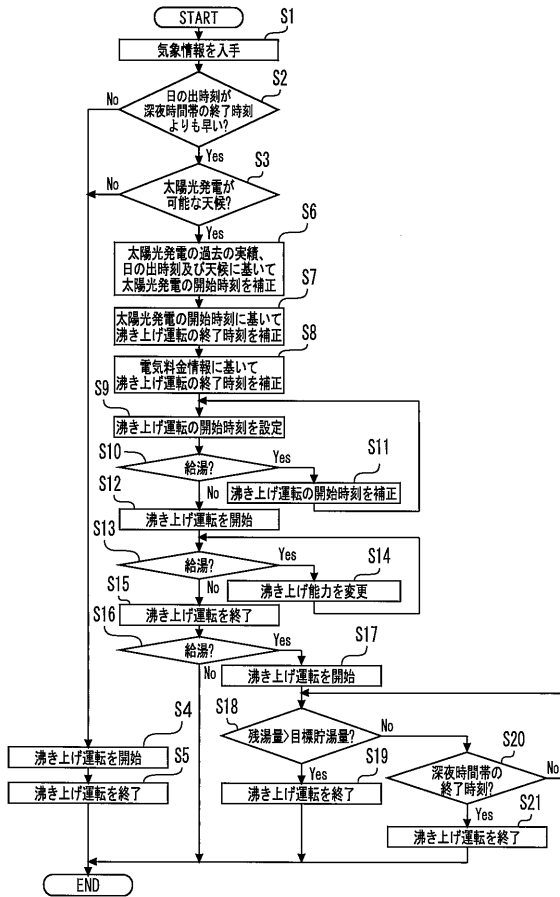 START
S1
気象情報を入手
S2
No
日の出時刻が
深夜時間帯の終了時刻
よりも早い?
Yes
S3
No
太陽光発電が
可能な天候?
Yes
S6
太陽光発電の過去の実績、
日の出時刻及び天候に基いて
太陽光発電の開始時刻を補正
S7
太陽光発電の開始時刻に基いて
沸き上げ運転の終了時刻を補正
S8
電気料金情報に基いて
沸き上げ運転の終了時刻を補正
S9
沸き上げ運転の開始時刻を設定
S10
給湯?
Yes
S11
No
沸き上げ運転の開始時刻を補正
S12
沸き上げ運転を開始
S13
給湯?
Yes
S14
No
沸き上げ能力を変更
S15
沸き上げ運転を終了
S16
給湯?
Yes
S17
No
沸き上げ運転を開始
S18
残湯量>目標貯湯量?
No
S4
沸き上げ運転を開始
Yes
S19
S20
深夜時間帯の
終了時刻?
No
S5
沸き上げ運転を終了
沸き上げ運転を終了
Yes
S21
沸き上げ運転を終了
END